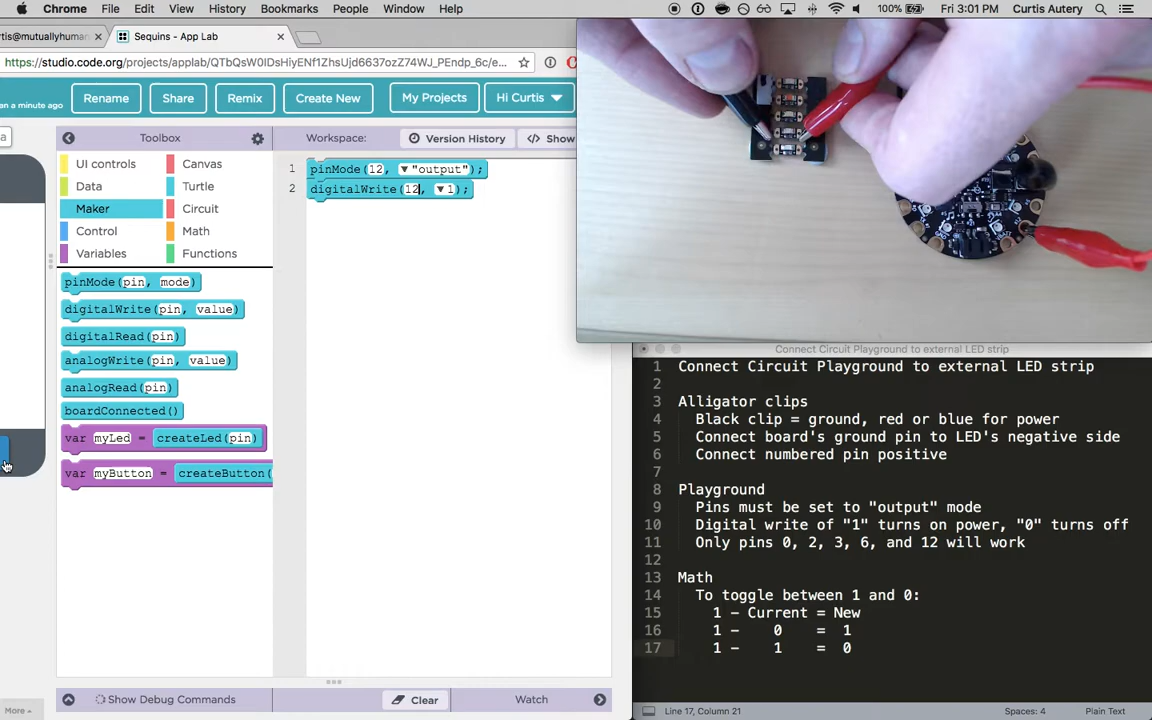 Chrome File Edit View History Bookmarks People Window Help 100% Fri 3:01 PM Curtis Autery
rtis@mutuallyhuman × Sequins - App Lab ×
https://studio.code.org/projects/applab/QTbQsW0IDsHiyENf1ZhsUjd6637ozZ74WJ_PEndp_6c/e
an a minute ago Rename Share Remix Create New My Projects Hi Curtis
Toolbox Workspace: Version History </> Show
UI controls Canvas
Data Turtle
Maker Circuit
Control Math
Variables Functions
pinMode(pin, mode)
digitalWrite(pin, value)
digitalRead(pin)
analogWrite(pin, value)
analogRead(pin)
boardConnected()
var myLed = createLed(pin)
var myButton = createButton(
1 pinMode(12, ▼"output");
2 digitalWrite(12, ▼1);
Connect Circuit Playground to external LED strip
1 Connect Circuit Playground to external LED strip
2
3 Alligator clips
4 Black clip = ground, red or blue for power
5 Connect board's ground pin to LED's negative side
6 Connect numbered pin positive
7
8 Playground
9 Pins must be set to "output" mode
10 Digital write of "1" turns on power, "0" turns off
11 Only pins 0, 2, 3, 6, and 12 will work
12
13 Math
14 To toggle between 1 and 0:
15 1 - Current = New
16 1 - 0 = 1
17 1 - 1 = 0
More
Show Debug Commands Clear Watch
Line 17, Column 21 Spaces: 4 Plain Text